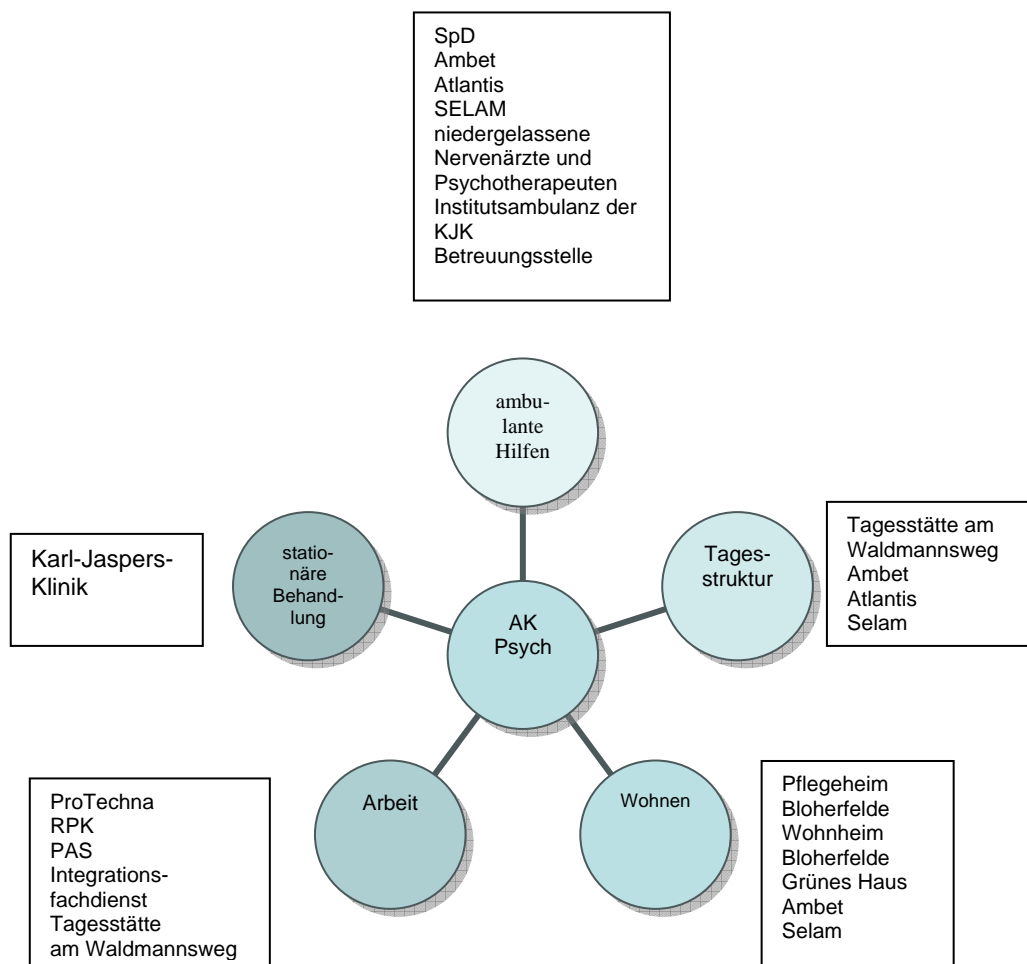 SpD
Ambet
Atlantis
SELAM
niedergelassene
Nervenärzte und
Psychotherapeuten
Institutsambulanz der
KJK
Betreuungsstelle
ambu-
lante
Hilfen
Karl-Jaspers-
Klinik
statio-
näre
Behand-
lung
Tages-
struktur
Tagesstätte am
Waldmannsweg
Ambet
Atlantis
Selam
AK
Psych
ProTechna
RPK
PAS
Integrations-
fachdienst
Tagesstätte
am Waldmannsweg
Arbeit
Wohnen
Pflegeheim
Bloherfelde
Wohnheim
Bloherfelde
Grünes Haus
Ambet
Selam